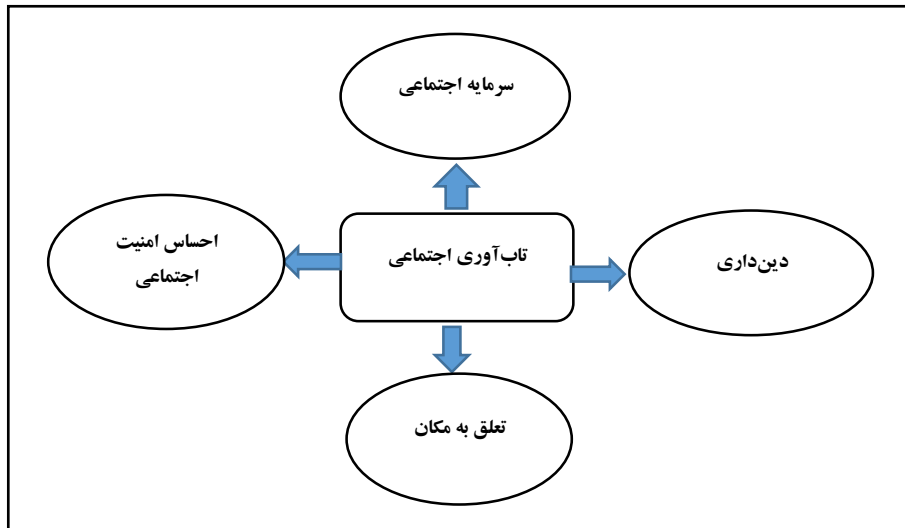 سرمایه اجتماعی
احساس امنیت
اجتماعی
تاب‌آوری اجتماعی
دین‌داری
تعلق به مکان